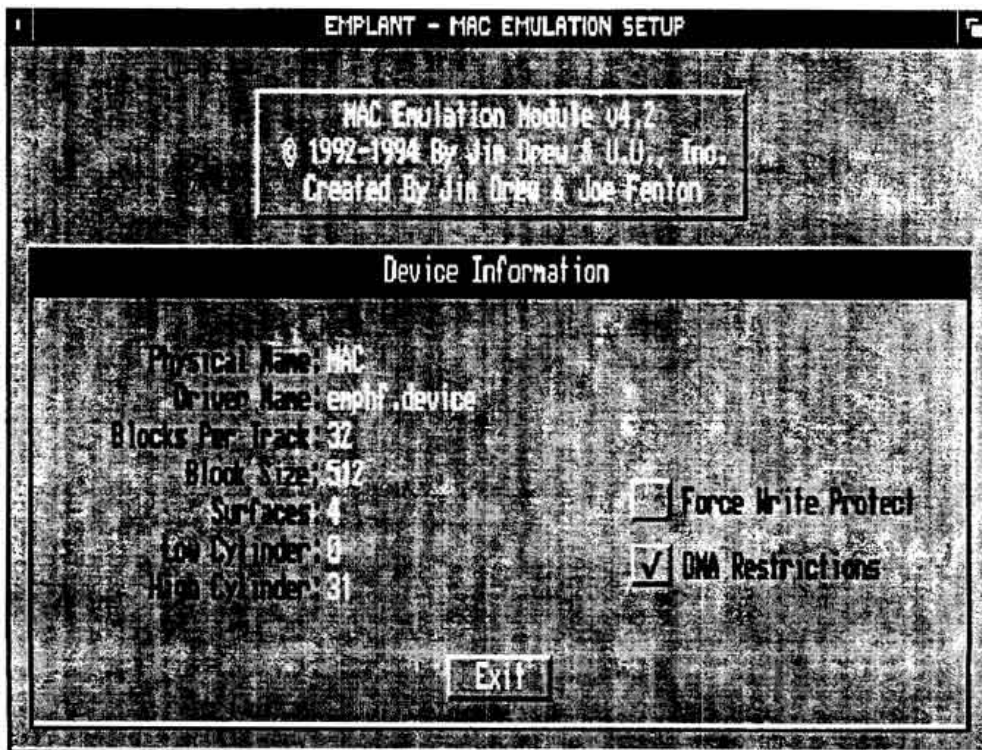 EMPLANT - MAC EMULATION SETUP
MAC Emulation Module v4.2
© 1992-1994 By Jim Drew & U.U., Inc.
Created By Jim Drew & Joe Fenton
Device Information
Physical Name: MAC
Driver Name: emphf.device
Blocks Per Track: 32
Block Size: 512
Surfaces: 4
Force Write Protect
Low Cylinder: 0
DMA Restrictions
High Cylinder: 31
Exit